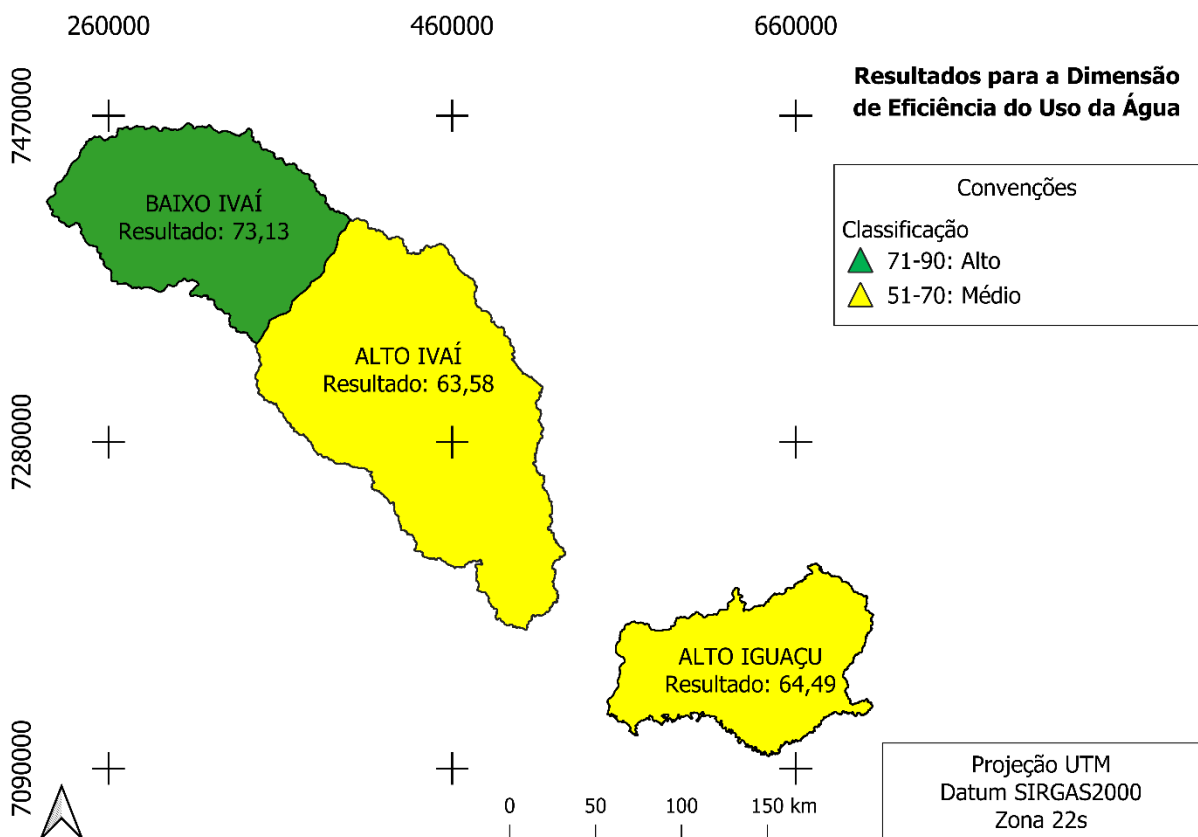 260000
460000
660000
Resultados para a Dimensão
de Eficiência do Uso da Água
7470000
Convenções
Classificação
71-90: Alto
51-70: Médio
BAIXO IVAÍ
Resultado: 73,13
ALTO IVAÍ
Resultado: 63,58
7280000
ALTO IGUAÇU
Resultado: 64,49
7090000
0 50 100 150 km
Projeção UTM
Datum SIRGAS2000
Zona 22s